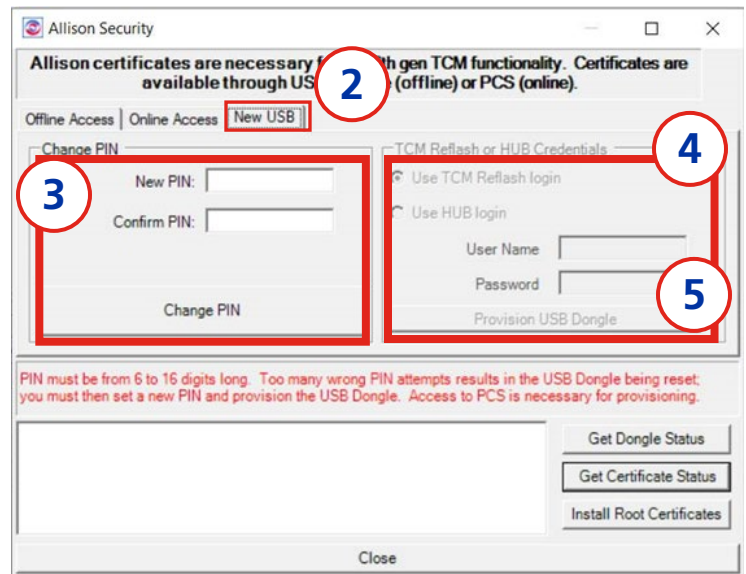 Allison Security
Allison certificates are necessary th gen TCM functionality. Certificates are
available through US (offline) or PCS (online).
2
Offline Access Online Access New USB
Change PIN
TCM Reflash or HUB Credentials
3
4
New PIN:
Use TCM Reflash login
Confirm PIN:
Use HUB login
User Name
Password
5
Change PIN
Provision USB Dongle
PIN must be from 6 to 16 digits long. Too many wrong PIN attempts results in the USB Dongle being reset;
you must then set a new PIN and provision the USB Dongle. Access to PCS is necessary for provisioning.
Get Dongle Status
Get Certificate Status
Install Root Certificates
Close